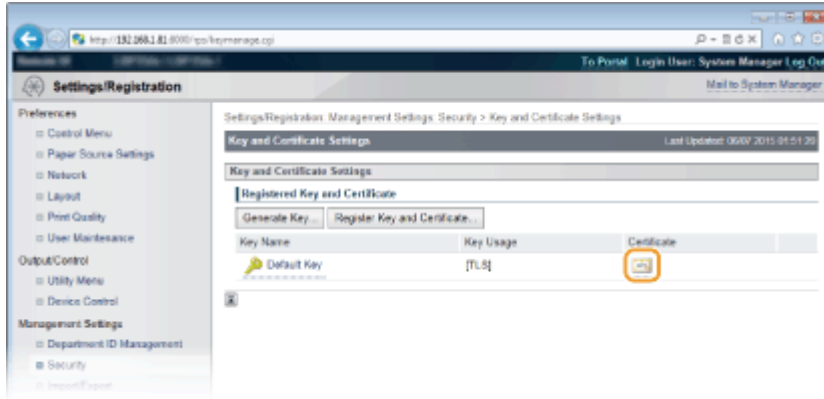 http://192.168.1.81:8000/rps/keymanage.cgi
To Portal Login User: System Manager Log Out
Settings/Registration
Mail to System Manager
Preferences
Control Menu
Paper Source Settings
Network
Layout
Print Quality
User Maintenance
Output/Control
Utility Menu
Device Control
Management Settings
Department ID Management
Security
Import/Export
Settings/Registration: Management Settings: Security > Key and Certificate Settings
Key and Certificate Settings
Last Updated: 06/07 2015 01:51:20
Key and Certificate Settings
Registered Key and Certificate
Generate Key...
Register Key and Certificate...
Key Name
Key Usage
Certificate
Default Key
[TLS]